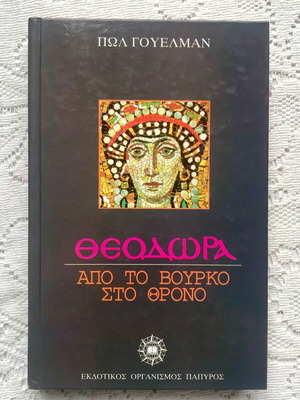 ΠΩΛ ΓΟΥΕΛΜΑΝ
ΘΕΟΔΩΡΑ
ΑΠΟ ΤΟ ΒΟΥΡΚΟ
ΣΤΟ ΘΡΟΝΟ
ΕΚΔΟΤΙΚΟΣ ΟΡΓΑΝΙΣΜΟΣ ΠΑΠΥΡΟΣ